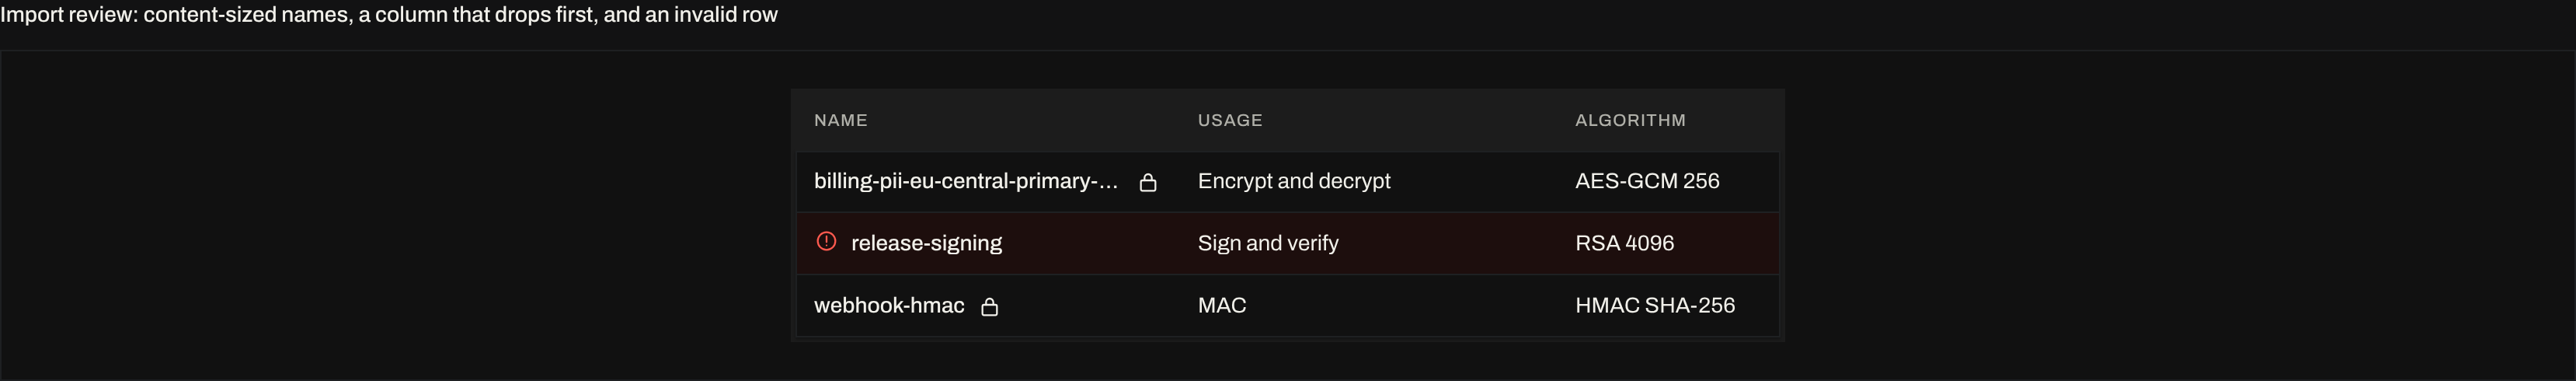 Import review: content-sized names, a column that drops first, and an invalid row
NAME USAGE ALGORITHM
billing-pii-eu-central-primary-... Encrypt and decrypt AES-GCM 256
release-signing Sign and verify RSA 4096
webhook-hmac MAC HMAC SHA-256